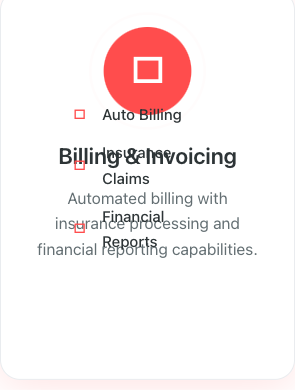 Auto Billing
Billing & Invoicing
Insurance
Claims
Automated billing with
Financial
insurance processing and
Reports
financial reporting capabilities.